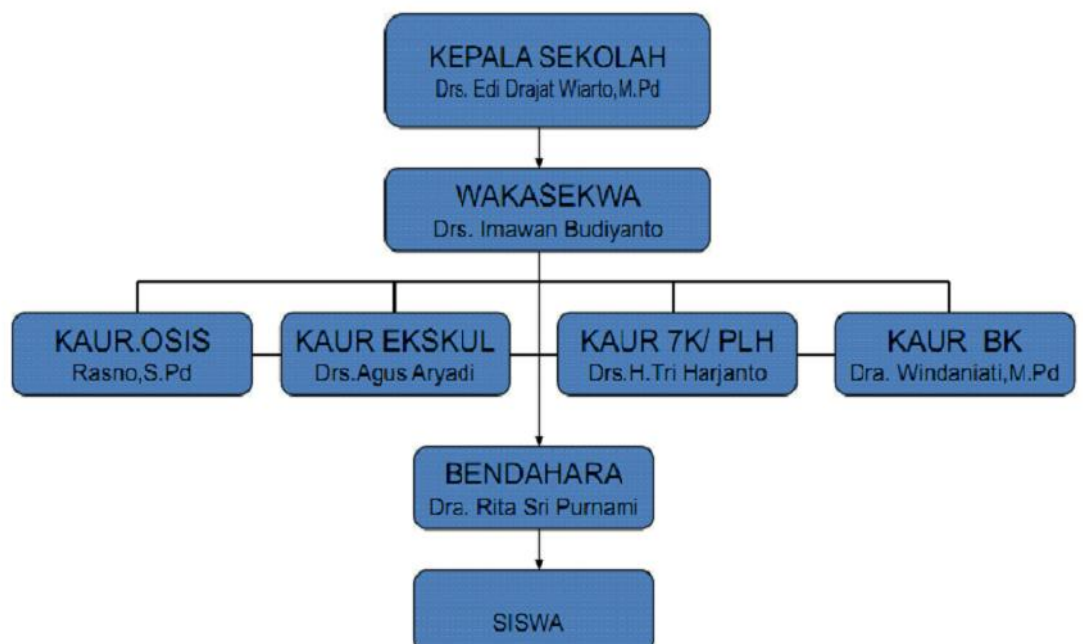 KEPALA SEKOLAH
Drs. Edi Drajat Wiarto,M.Pd
WAKASEKWA
Drs. Imawan Budiyanto
KAUR.OSIS
Rasno,S.Pd
KAUR EKSKUL
Drs.Agus Aryadi
KAUR 7K/ PLH
Drs.H.Tri Harjanto
KAUR BK
Dra. Windaniati,M.Pd
BENDAHARA
Dra. Rita Sri Purnami
SISWA